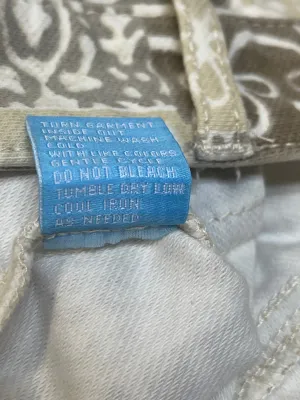 TURN GARMENT
INSIDE OUT
MACHINE WASH
COLD
WITH LIKE COLORS
GENTLE CYCLE
DO NOT BLEACH
TUMBLE DRY LOW
COOL IRON
AS NEEDED